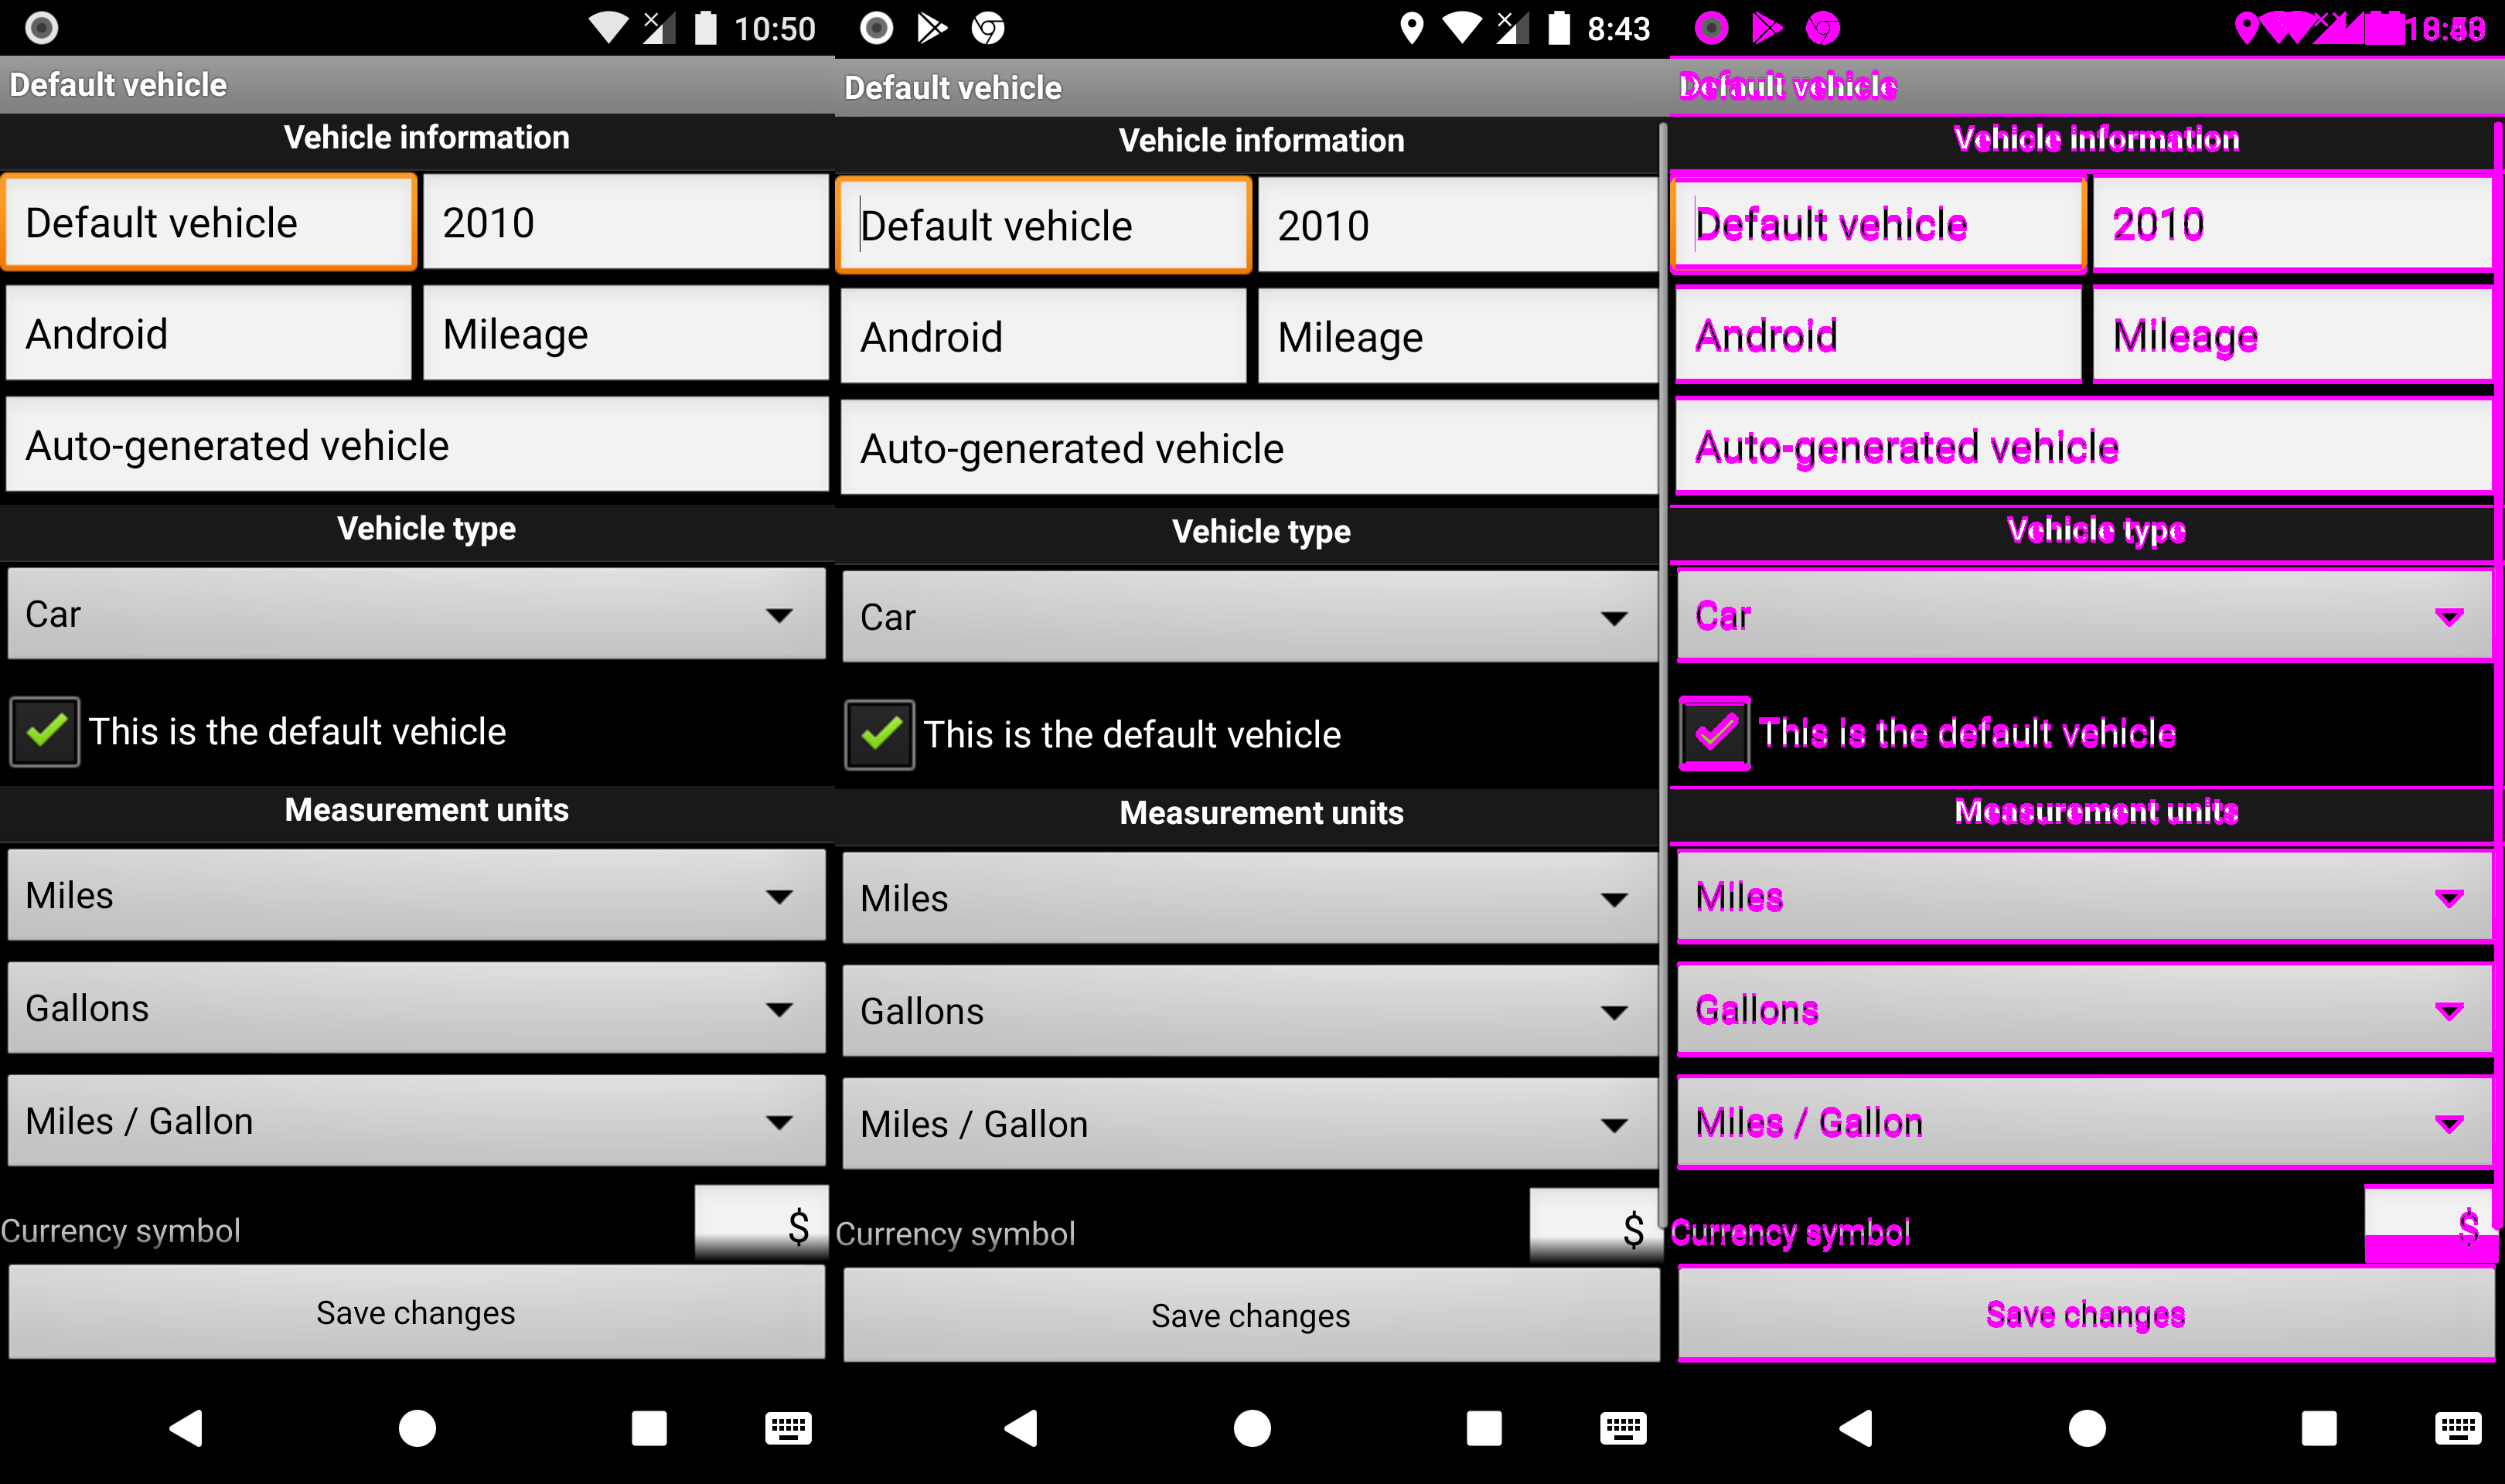 10:50
Default vehicle
Vehicle information
Default vehicle 2010
Android Mileage
Auto-generated vehicle
Vehicle type
Car
This is the default vehicle
Measurement units
Miles
Gallons
Miles / Gallon
Currency symbol $
Save changes
8:43
Default vehicle
Vehicle information
Default vehicle 2010
Android Mileage
Auto-generated vehicle
Vehicle type
Car
This is the default vehicle
Measurement units
Miles
Gallons
Miles / Gallon
Currency symbol $
Save changes
Default vehicle
Vehicle information
Default vehicle 2010
Android Mileage
Auto-generated vehicle
Vehicle type
Car
This is the default vehicle
Measurement units
Miles
Gallons
Miles / Gallon
Currency symbol $
Save changes